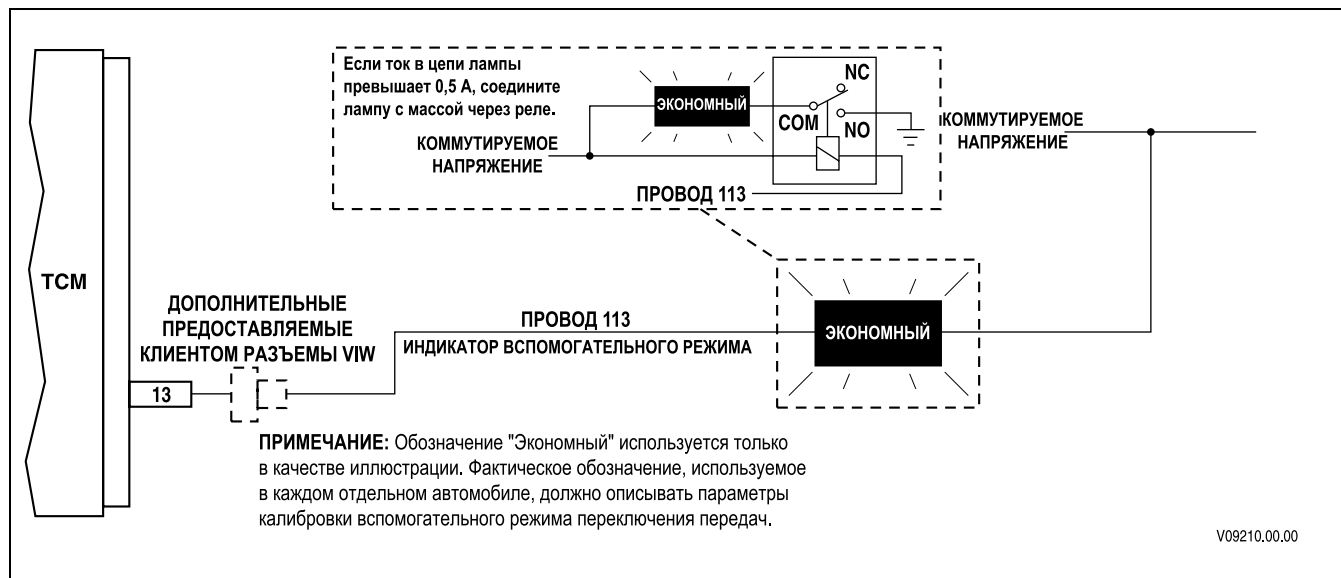 Если ток в цепи лампы
превышает 0,5 А, соедините
лампу с массой через реле.
ЭКОНОМНЫЙ
NC
COM
NO
КОММУТИРУЕМОЕ
НАПРЯЖЕНИЕ
ПРОВОД 113
КОММУТИРУЕМОЕ
НАПРЯЖЕНИЕ
TCM
ДОПОЛНИТЕЛЬНЫЕ
ПРЕДОСТАВЛЯЕМЫЕ
КЛИЕНТОМ РАЗЪЕМЫ VIW
13
ПРОВОД 113
ИНДИКАТОР ВСПОМОГАТЕЛЬНОГО РЕЖИМА
ЭКОНОМНЫЙ
ПРИМЕЧАНИЕ: Обозначение "Экономный" используется только
в качестве иллюстрации. Фактическое обозначение, используемое
в каждом отдельном автомобиле, должно описывать параметры
калибровки вспомогательного режима переключения передач.
V09210.00.00